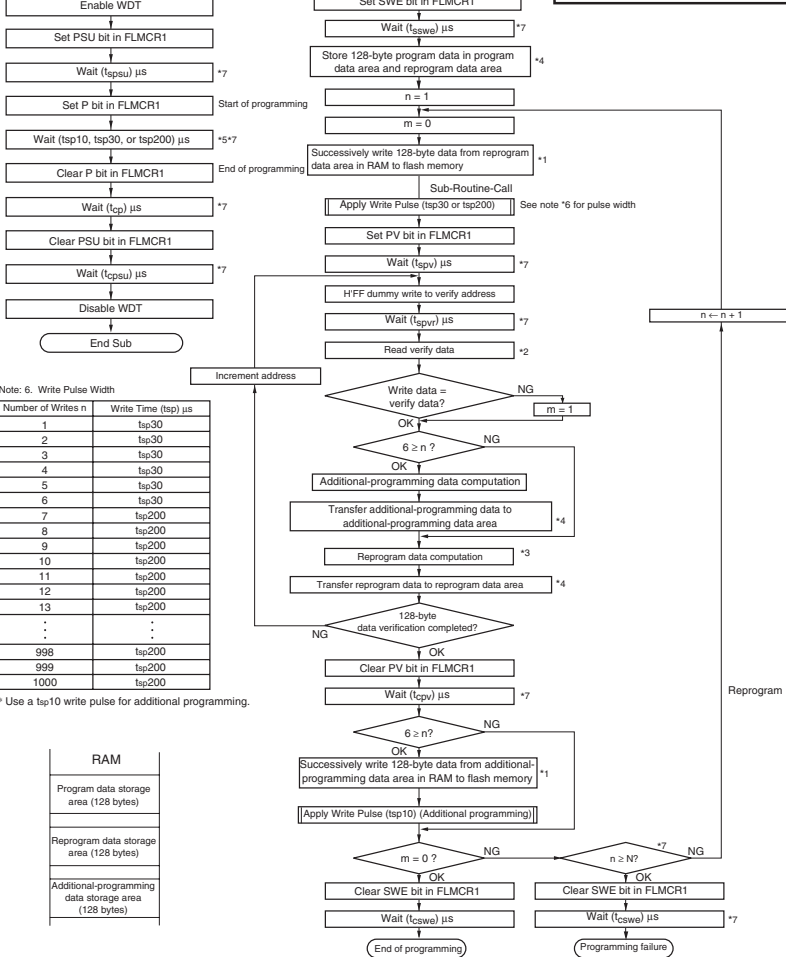 Enable WDT
Set PSU bit in FLMCR1
Wait (tspsu) µs
*7
Set P bit in FLMCR1
Start of programming
Wait (tsp10, tsp30, or tsp200) µs
*5*7
Clear P bit in FLMCR1
End of programming
Wait (tcp) µs
*7
Clear PSU bit in FLMCR1
Wait (tcpsu) µs
*7
Disable WDT
End Sub
Note: 6. Write Pulse Width
Number of Writes n Write Time (tsp) µs
1 tsp30
2 tsp30
3 tsp30
4 tsp30
5 tsp30
6 tsp30
7 tsp200
8 tsp200
9 tsp200
10 tsp200
11 tsp200
12 tsp200
13 tsp200
: :
998 tsp200
999 tsp200
1000 tsp200
* Use a tsp10 write pulse for additional programming.
RAM
Program data storage
area (128 bytes)
Reprogram data storage
area (128 bytes)
Additional-programming
data storage area
(128 bytes)
Set SWE bit in FLMCR1
Wait (tsswe) µs
*7
Store 128-byte program data in program
data area and reprogram data area
*4
n = 1
m = 0
Successively write 128-byte data from reprogram
data area in RAM to flash memory
*1
Sub-Routine-Call
Apply Write Pulse (tsp30 or tsp200)
See note *6 for pulse width
Set PV bit in FLMCR1
Wait (tspv) µs
*7
H'FF dummy write to verify address
Wait (tspvr) µs
*7
Read verify data
*2
Increment address
Write data =
verify data?
NG
m = 1
OK
6 ≥ n ?
NG
OK
Additional-programming data computation
Transfer additional-programming data to
additional-programming data area
*4
Reprogram data computation
*3
Transfer reprogram data to reprogram data area
*4
128-byte
data verification completed?
NG
OK
Clear PV bit in FLMCR1
Wait (tcpv) µs
*7
6 ≥ n?
NG
OK
Successively write 128-byte data from additional-
programming data area in RAM to flash memory
*1
Apply Write Pulse (tsp10) (Additional programming)
m = 0 ?
NG
OK
Clear SWE bit in FLMCR1
Wait (tcswe) µs
End of programming
n ≥ N?
*7
NG
OK
Clear SWE bit in FLMCR1
Wait (tcswe) µs
*7
Programming failure
n ← n + 1
Reprogram